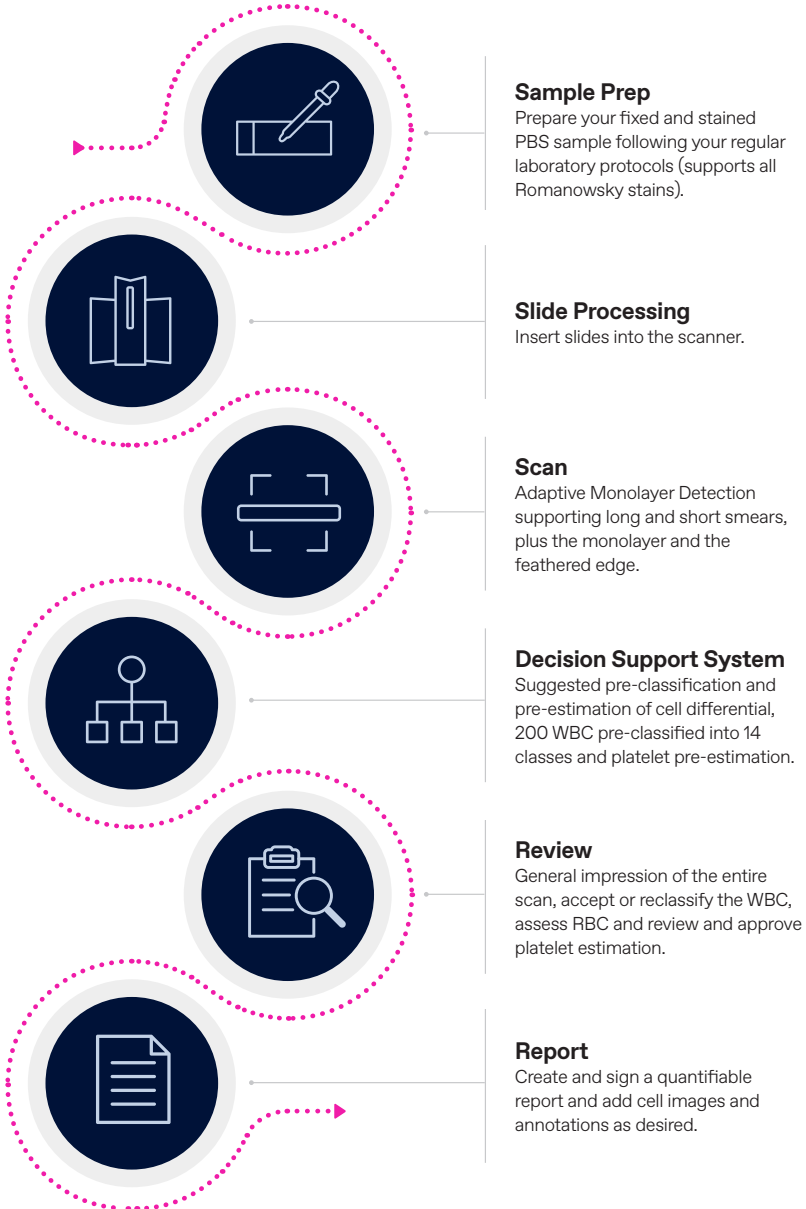 Sample Prep
Prepare your fixed and stained
PBS sample following your regular
laboratory protocols (supports all
Romanowsky stains).
Slide Processing
Insert slides into the scanner.
Scan
Adaptive Monolayer Detection
supporting long and short smears,
plus the monolayer and the
feathered edge.
Decision Support System
Suggested pre-classification and
pre-estimation of cell differential,
200 WBC pre-classified into 14
classes and platelet pre-estimation.
Review
General impression of the entire
scan, accept or reclassify the WBC,
assess RBC and review and approve
platelet estimation.
Report
Create and sign a quantifiable
report and add cell images and
annotations as desired.